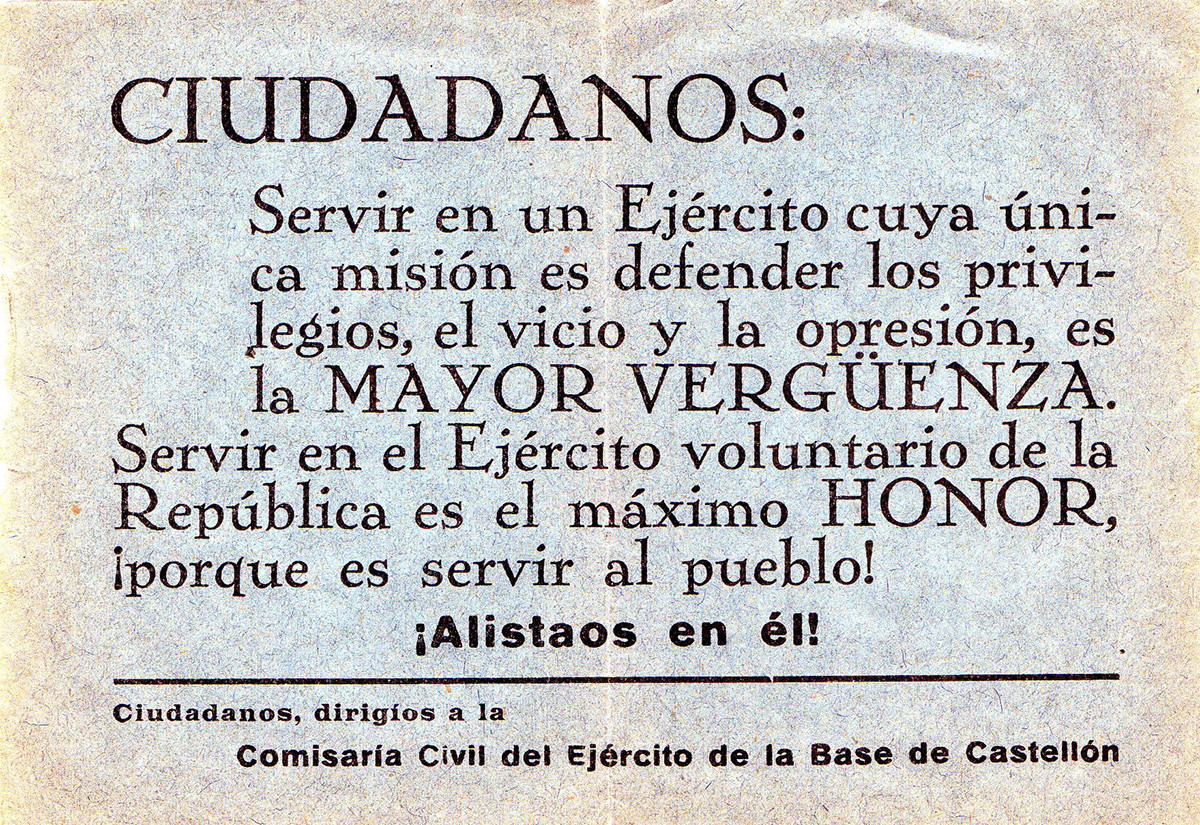 CIUDADANOS:
Servir en un Ejército cuya úni-
ca misión es defender los privi-
legios, el vicio y la opresión, es
la MAYOR VERGÜENZA.
Servir en el Ejército voluntario de la
República es el máximo HONOR,
¡porque es servir al pueblo!
¡Alistaos en él!
Ciudadanos, dirigíos a la
Comisaría Civil del Ejército de la Base de Castellón